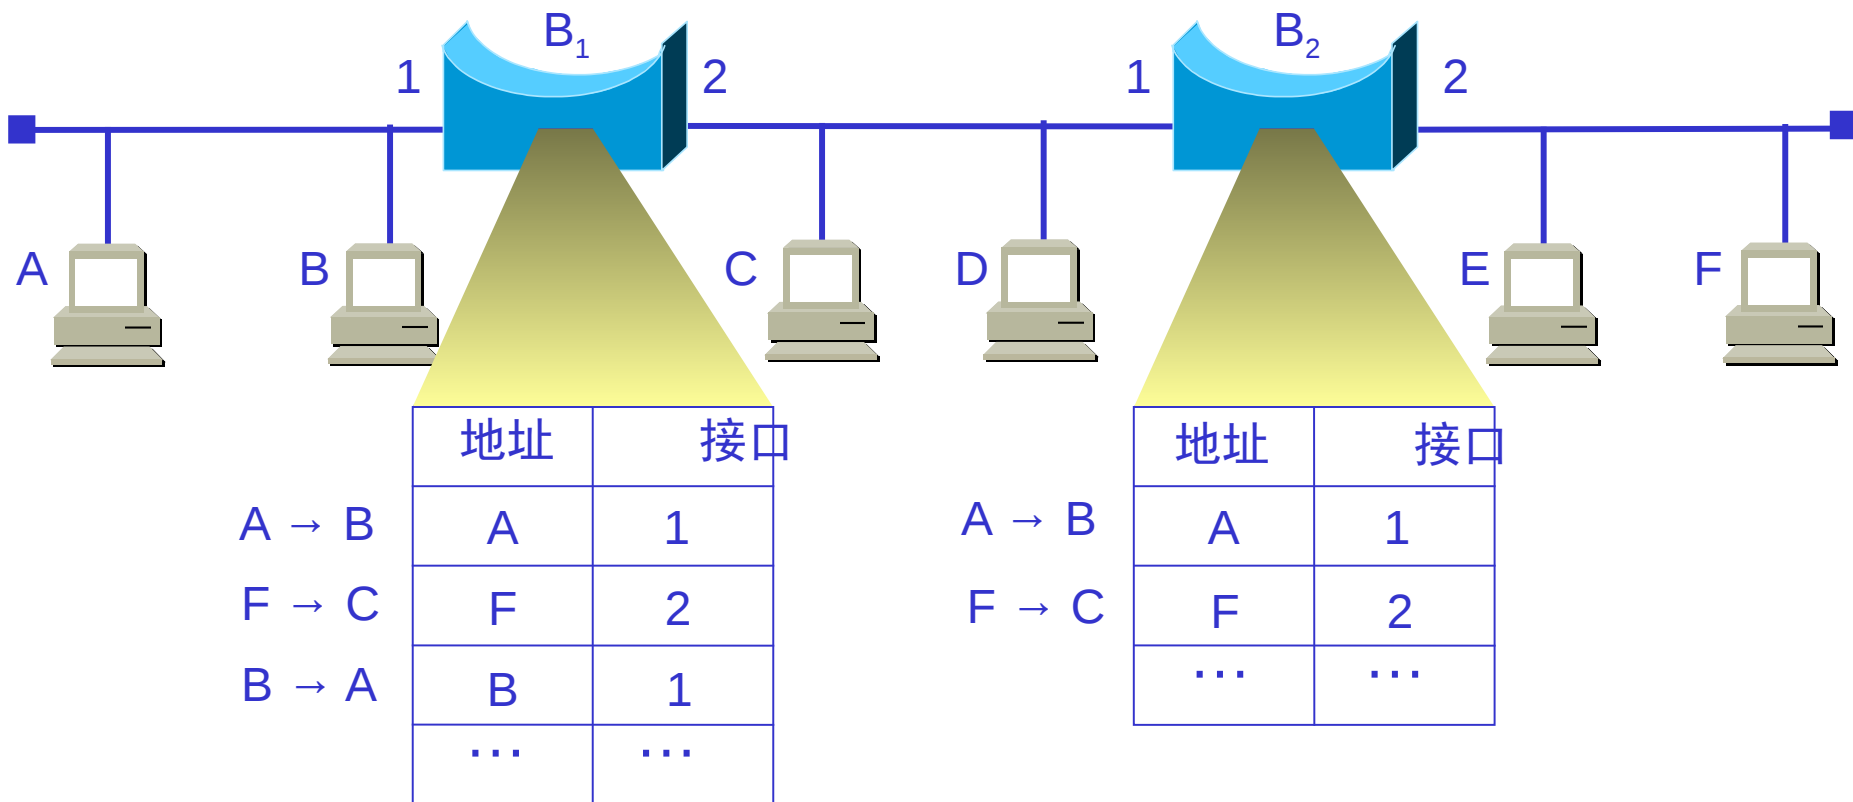 B1 B2
1 2 1 2
A B C D E F
地址 接口 地址 接口
A → B A 1 A → B A 1
F → C F 2 F → C F 2
B → A B 1 … …
… …